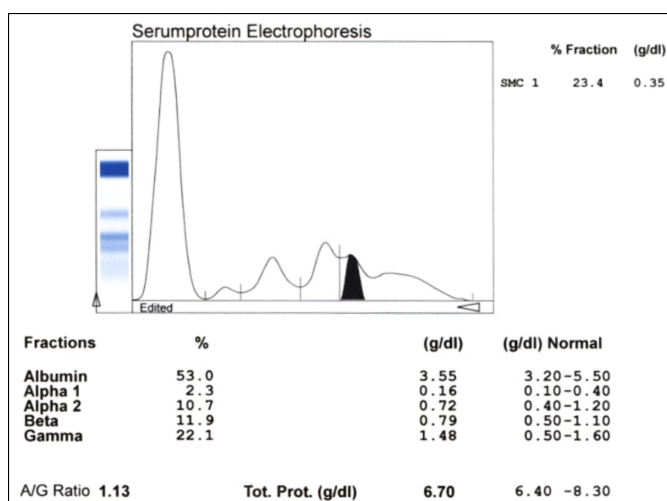 Serumprotein Electrophoresis
% Fraction (g/dl)
SMC 1 23.4 0.35
Edited
Fractions % (g/dl) (g/dl) Normal
Albumin 53.0 3.55 3.20-5.50
Alpha 1 2.3 0.16 0.10-0.40
Alpha 2 10.7 0.72 0.40-1.20
Beta 11.9 0.79 0.50-1.10
Gamma 22.1 1.48 0.50-1.60
A/G Ratio 1.13 Tot. Prot. (g/dl) 6.70 6.40 -8.30